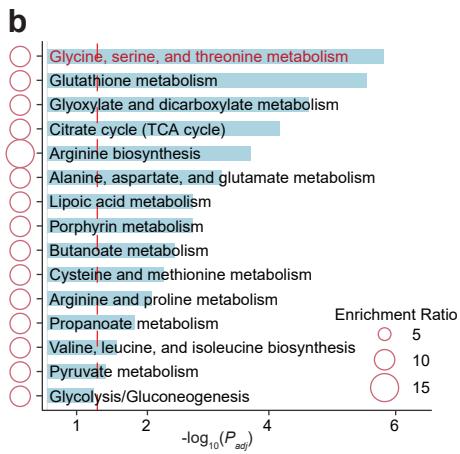 b
Glycine, serine, and threonine metabolism
Glutathione metabolism
Glyoxylate and dicarboxylate metabolism
Citrate cycle (TCA cycle)
Arginine biosynthesis
Alanine, aspartate, and glutamate metabolism
Lipoic acid metabolism
Porphyrin metabolism
Butanoate metabolism
Cysteine and methionine metabolism
Arginine and proline metabolism
Propanoate metabolism
Valine, leucine, and isoleucine biosynthesis
Pyruvate metabolism
Glycolysis/Gluconeogenesis
Enrichment Ratio
5
10
15
1 2 4 6
-log10(Padj)